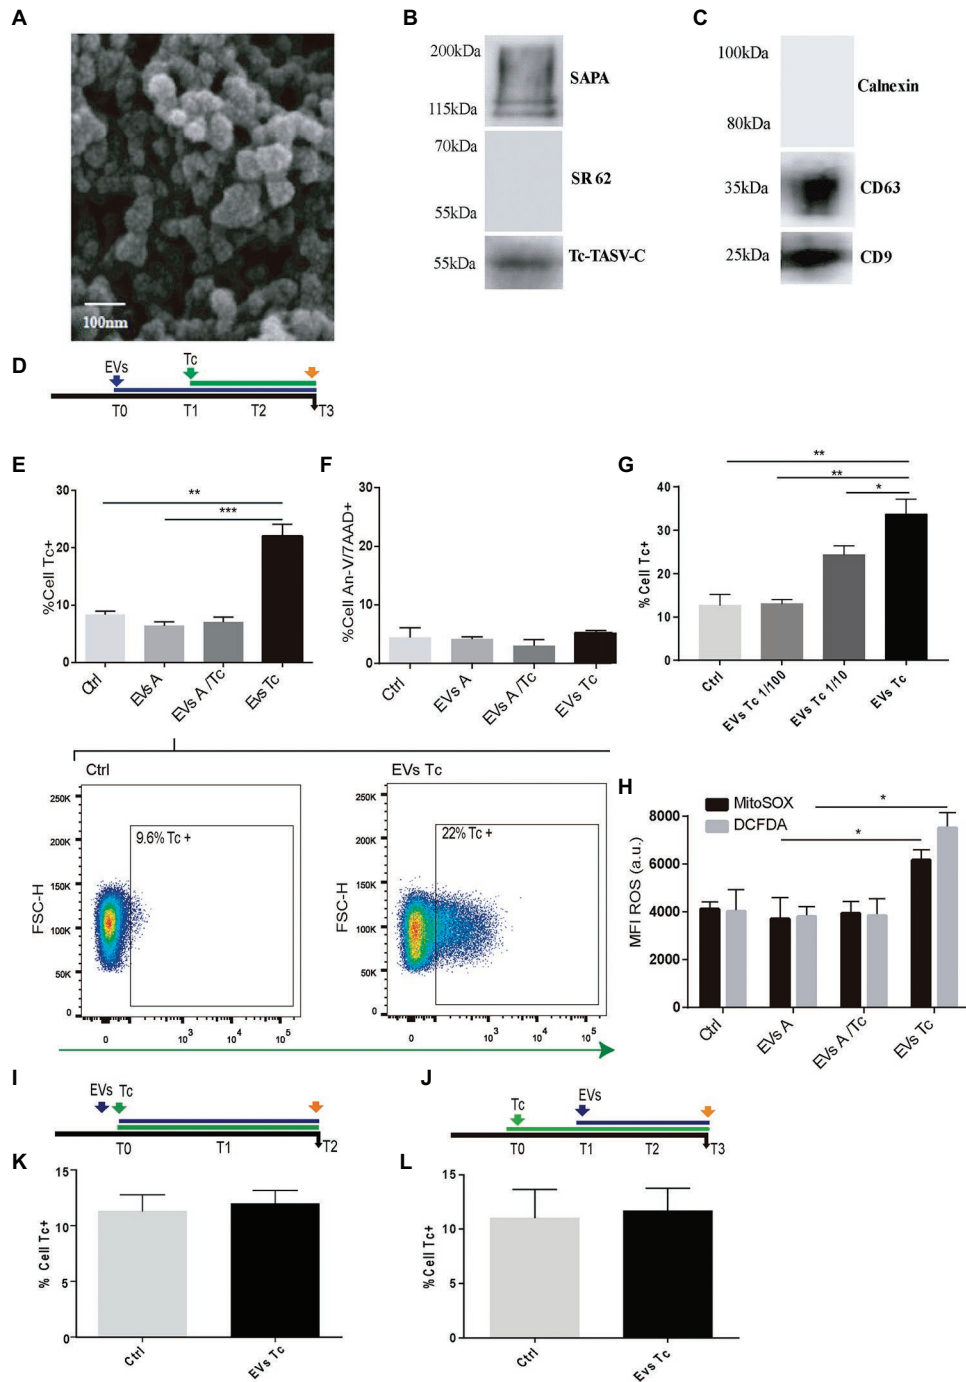 A
100nm
B
200kDa
SAPA
115kDa
70kDa
SR 62
55kDa
55kDa
Tc-TASV-C
C
100kDa
Calnexin
80kDa
35kDa
CD63
25kDa
CD9
D
EVs
Tc
T0
T1
T2
T3
E
%Cell Tc+
30
20
10
0
**
***
Ctrl
EVs A
EVs A /Tc
EVs Tc
F
%Cell An-V/7AAD+
30
20
10
0
Ctrl
EVs A
EVs A /Tc
EVs Tc
G
% Cell Tc+
40
30
20
10
0
**
**
*
Ctrl
EVs Tc 1/100
EVs Tc 1/10
EVs Tc
Ctrl
FSC-H
250K
200K
150K
100K
50K
0
9.6% Tc +
0
10³
10⁴
10⁵
EVs Tc
FSC-H
250K
200K
150K
100K
50K
0
22% Tc +
0
10³
10⁴
10⁵
H
MitoSOX
DCFDA
*
*
MFI ROS (a.u.)
8000
6000
4000
2000
0
Ctrl
EVs A
EVs A /Tc
EVs Tc
I
EVs
Tc
T0
T1
T2
J
Tc
EVs
T0
T1
T2
T3
K
% Cell Tc+
15
10
5
0
Ctrl
EVs Tc
L
% Cell Tc+
15
10
5
0
Ctrl
EVs Tc